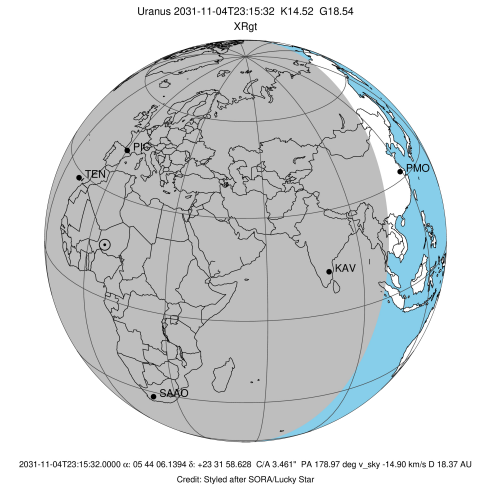 Uranus 2031-11-04T23:15:32 K14.52 G18.54
XRgt
PIC
TEN
PMO
KAV
SAAO
2031-11-04T23:15:32.0000 α: 05 44 06.1394 δ: +23 31 58.628 C/A 3.461" PA 178.97 deg v_sky -14.90 km/s D 18.37 AU
Credit: Styled after SORA/Lucky Star